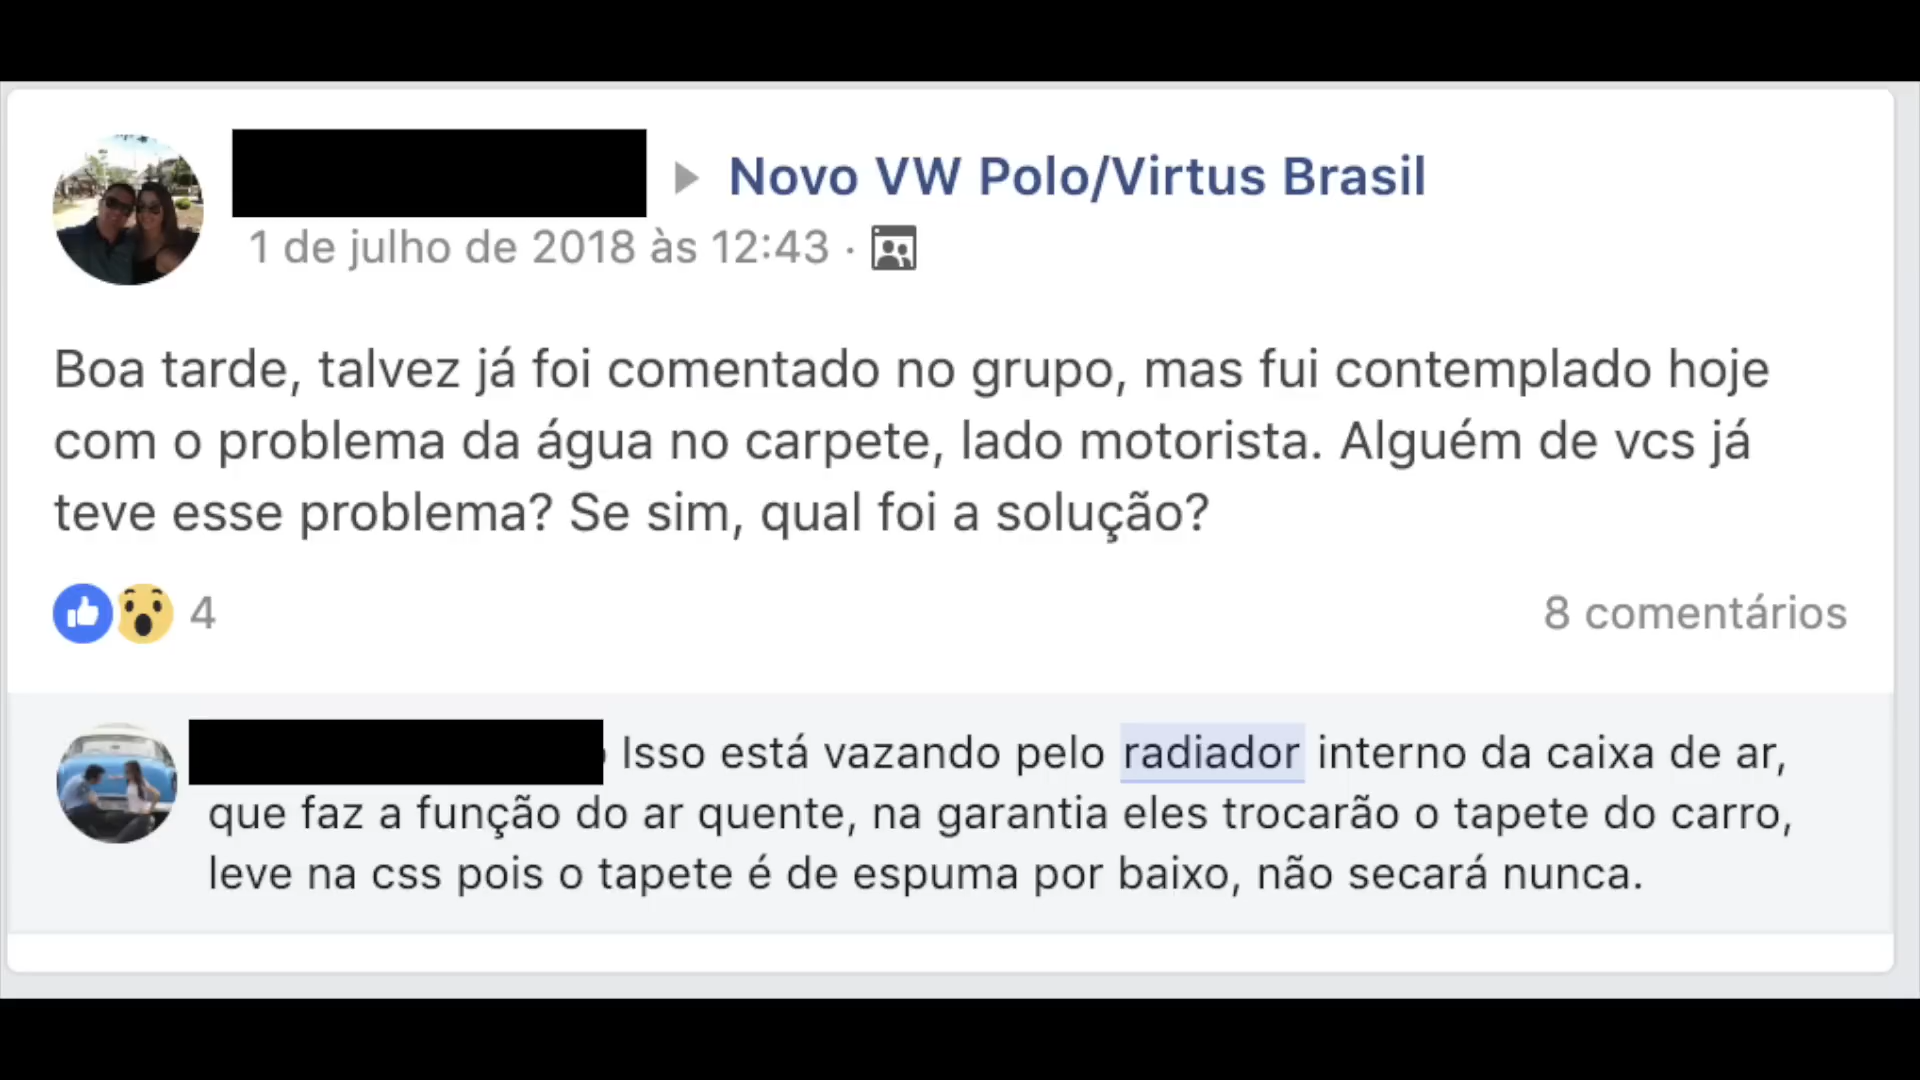 Novo VW Polo/Virtus Brasil
1 de julho de 2018 às 12:43 ·
Boa tarde, talvez já foi comentado no grupo, mas fui contemplado hoje
com o problema da água no carpete, lado motorista. Alguém de vcs já
teve esse problema? Se sim, qual foi a solução?
4
8 comentários
Isso está vazando pelo radiador interno da caixa de ar,
que faz a função do ar quente, na garantia eles trocarão o tapete do carro,
leve na css pois o tapete é de espuma por baixo, não secará nunca.